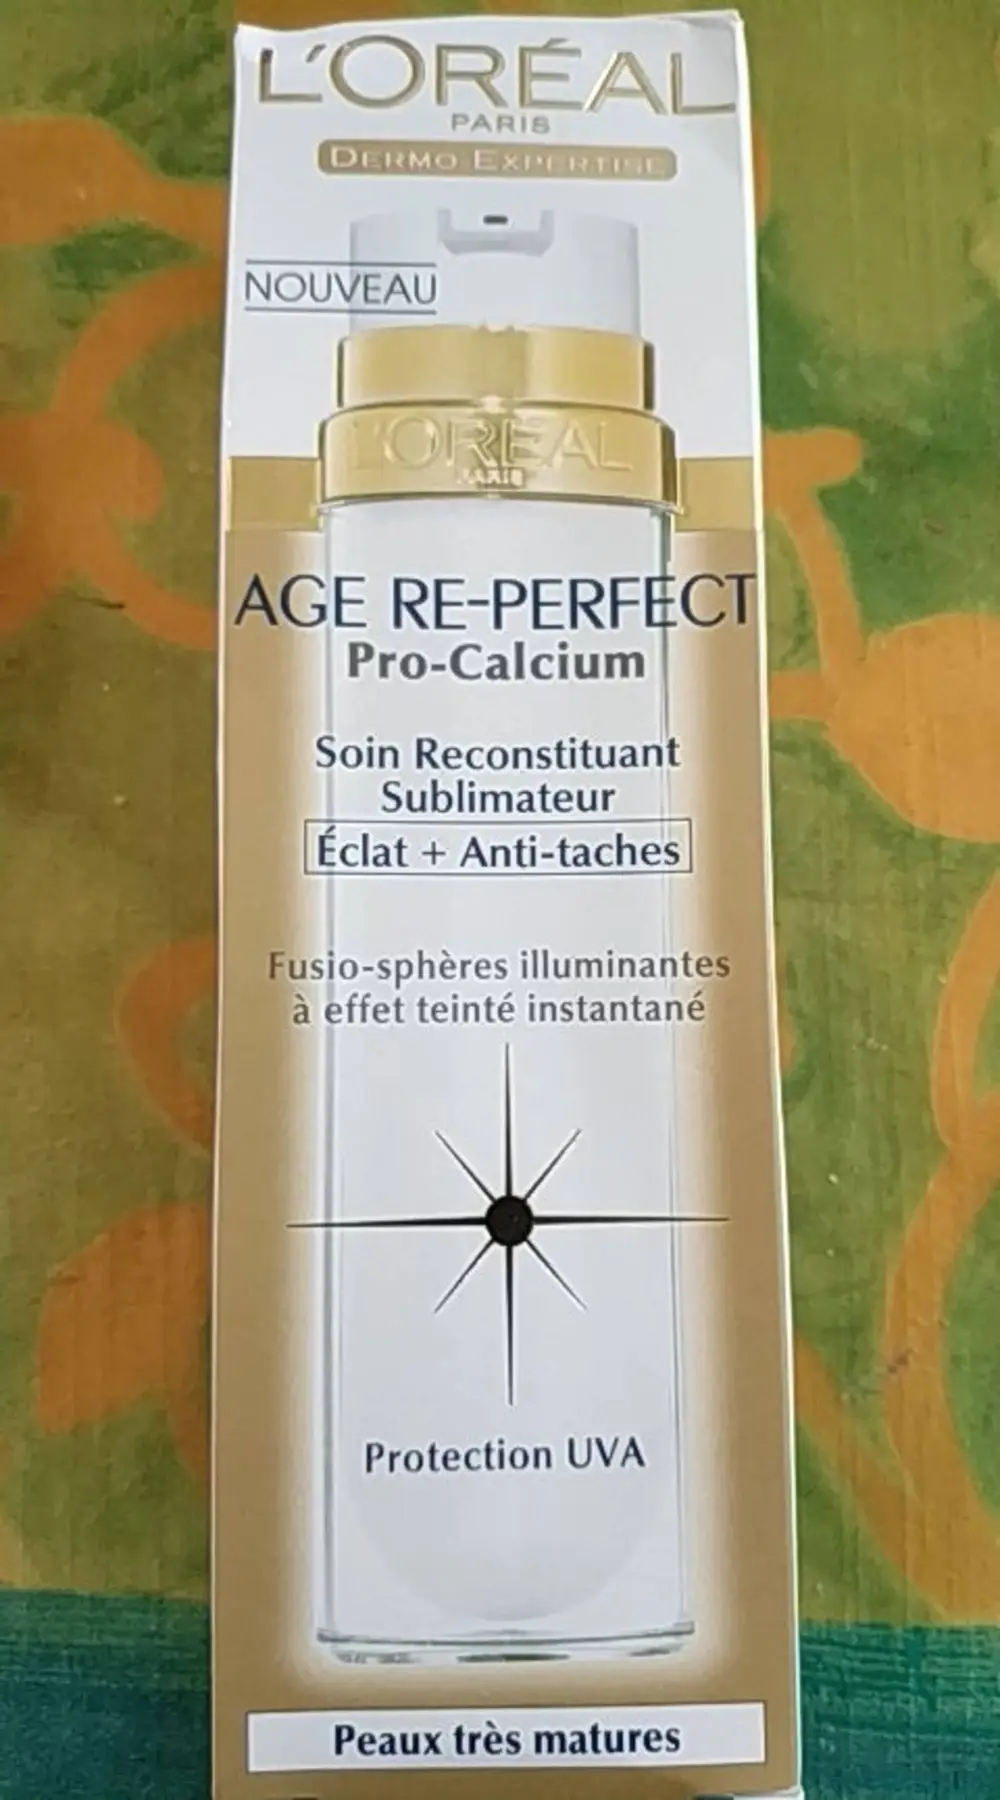 L'ORÉAL
PARIS
DERMO EXPERTISE
NOUVEAU
L'ORÉAL
PARIS
AGE RE-PERFECT
Pro-Calcium
Soin Reconstituant
Sublimateur
Éclat + Anti-taches
Fusio-sphères illuminantes
à effet teinté instantané
Protection UVA
Peaux très matures